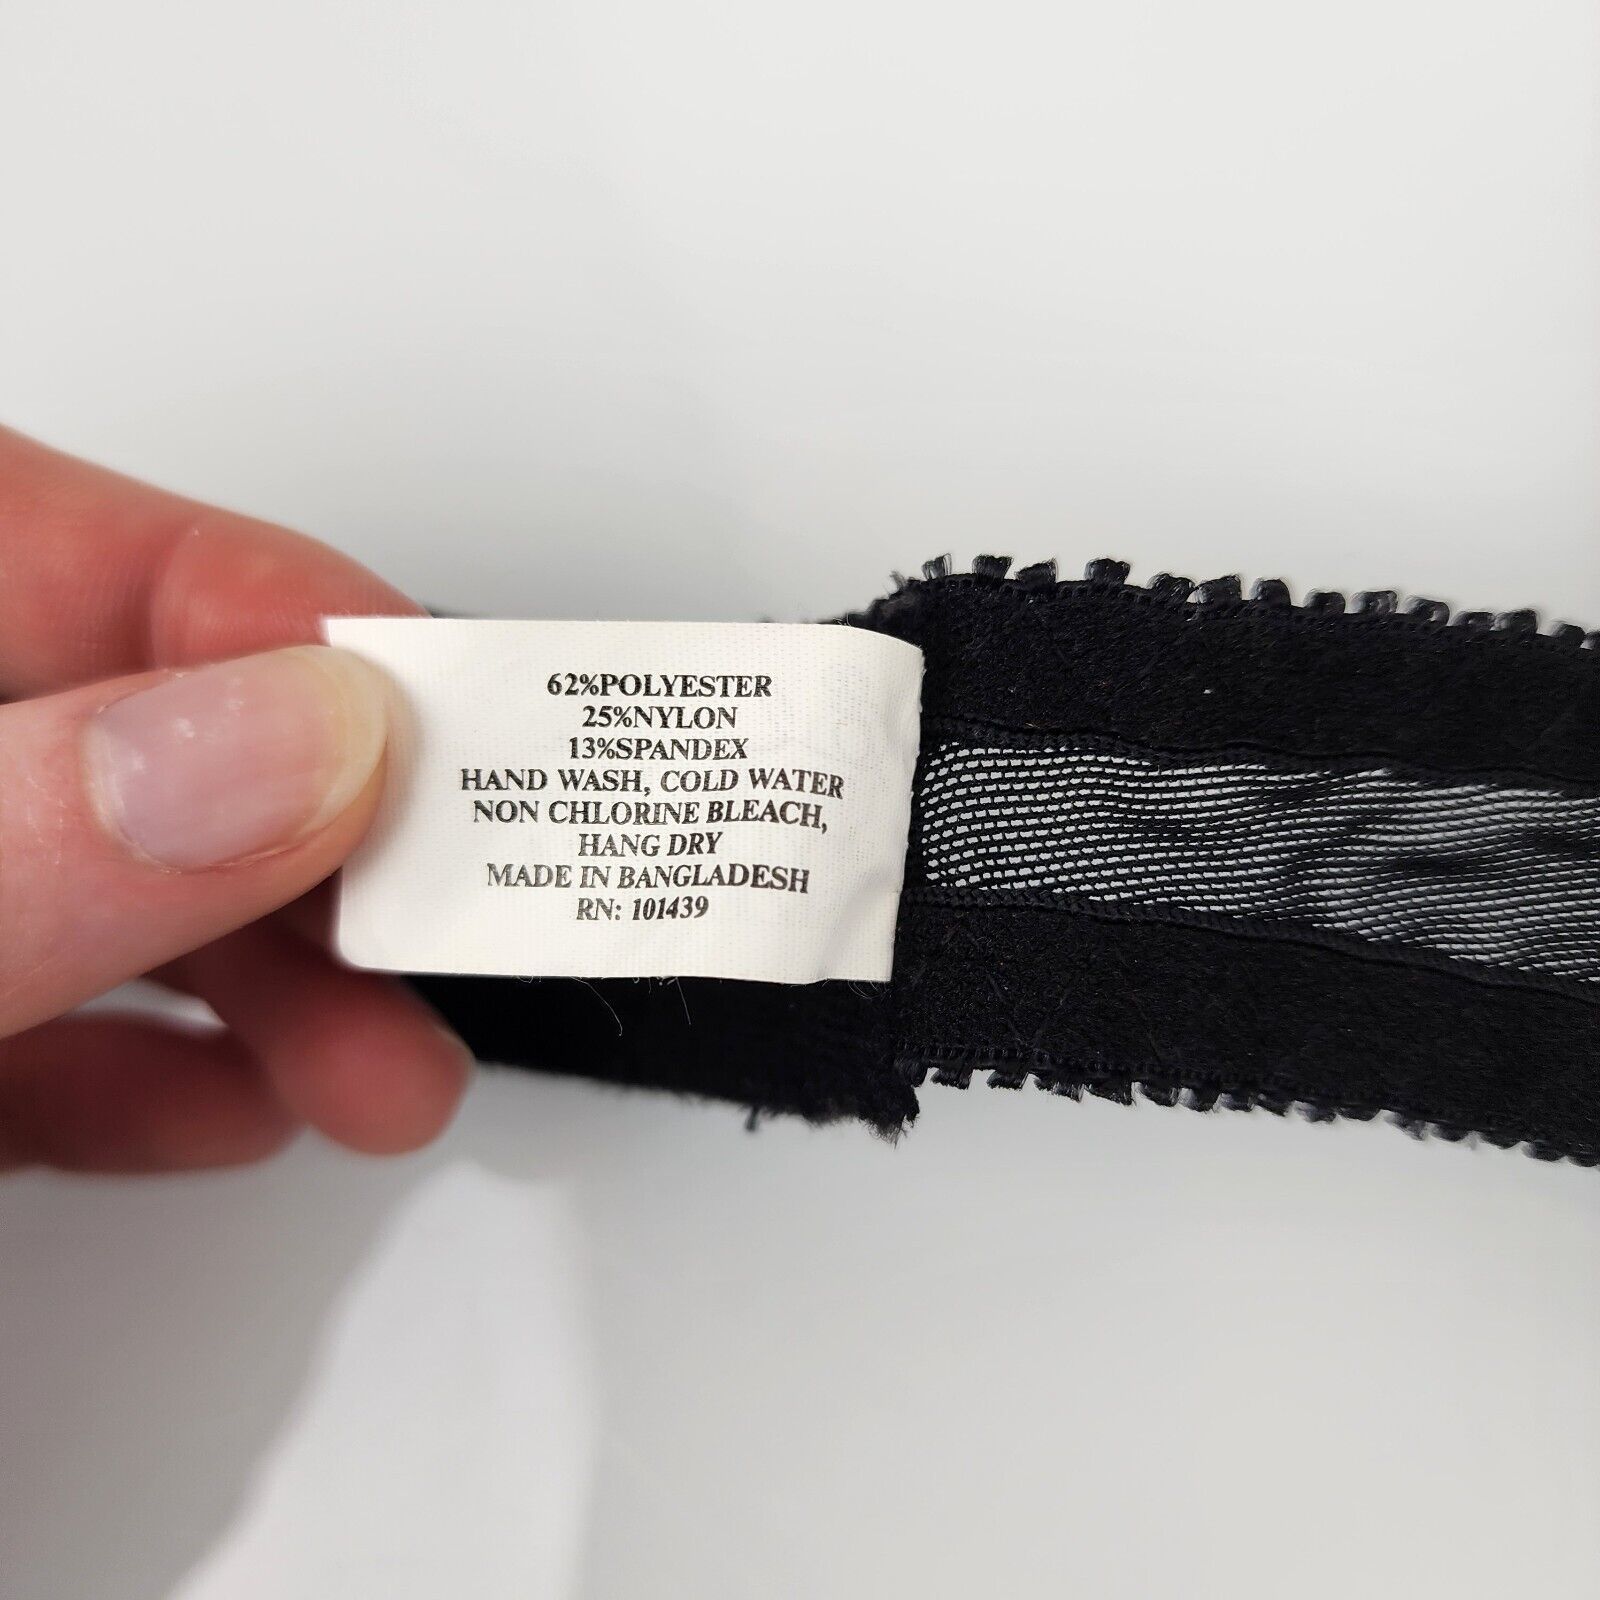 62%POLYESTER
25%NYLON
13%SPANDEX
HAND WASH, COLD WATER
NON CHLORINE BLEACH,
HANG DRY
MADE IN BANGLADESH
RN: 101439